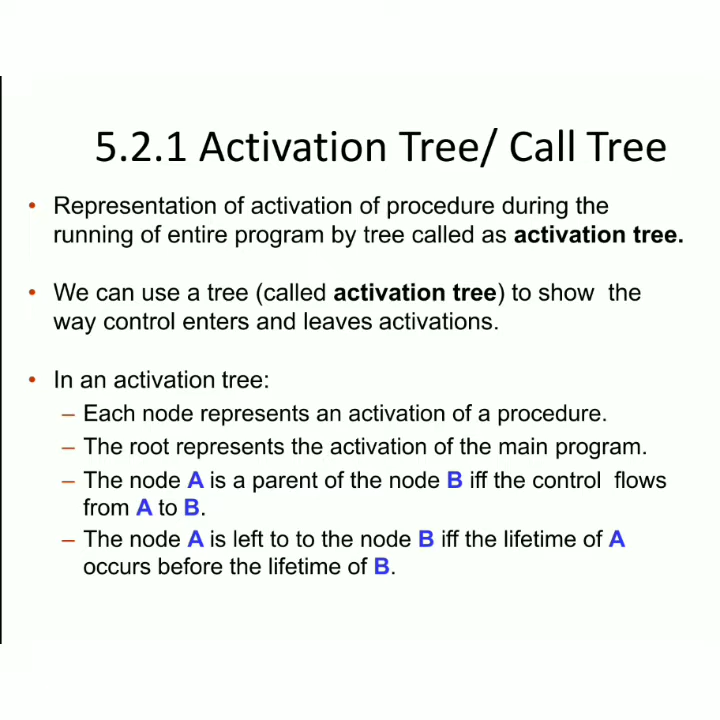 5.2.1 Activation Tree/ Call Tree
• Representation of activation of procedure during the
running of entire program by tree called as activation tree.
• We can use a tree (called activation tree) to show the
way control enters and leaves activations.
• In an activation tree:
– Each node represents an activation of a procedure.
– The root represents the activation of the main program.
– The node A is a parent of the node B iff the control flows
from A to B.
– The node A is left to to the node B iff the lifetime of A
occurs before the lifetime of B.